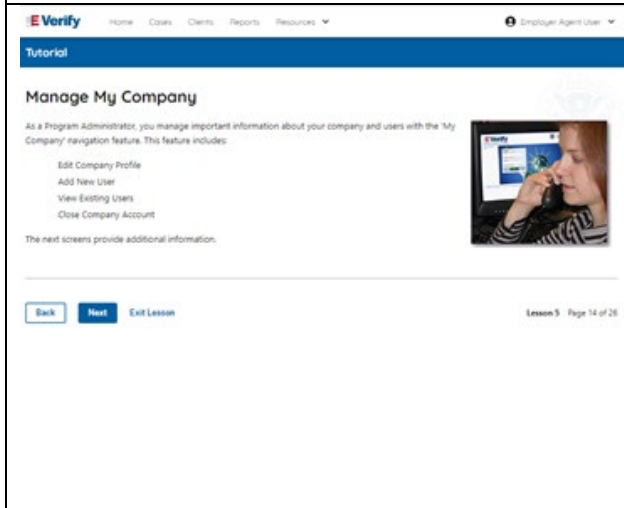 E-Verify Home Cases Clients Reports Resources Employer Agent User
Tutorial
Manage My Company
As a Program Administrator, you manage important information about your company and users with the 'My
Company' navigation feature. This feature includes:
Edit Company Profile
Add New User
View Existing Users
Close Company Account
The next screens provide additional information.
Back Next Exit Lesson Lesson 5 Page 14 of 26